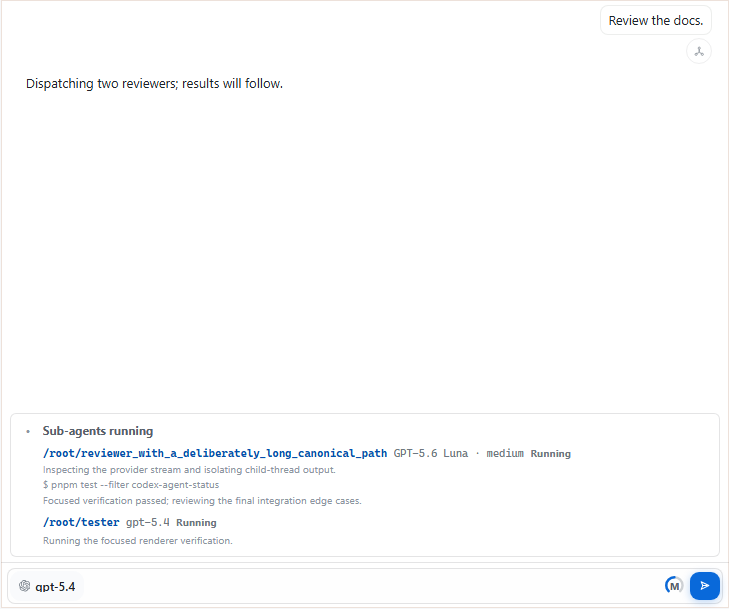 Review the docs.
Dispatching two reviewers; results will follow.
• Sub-agents running
/root/reviewer_with_a_deliberately_long_canonical_path GPT-5.6 Luna · medium Running
Inspecting the provider stream and isolating child-thread output.
$ pnpm test --filter codex-agent-status
Focused verification passed; reviewing the final integration edge cases.
/root/tester gpt-5.4 Running
Running the focused renderer verification.
gpt-5.4
M